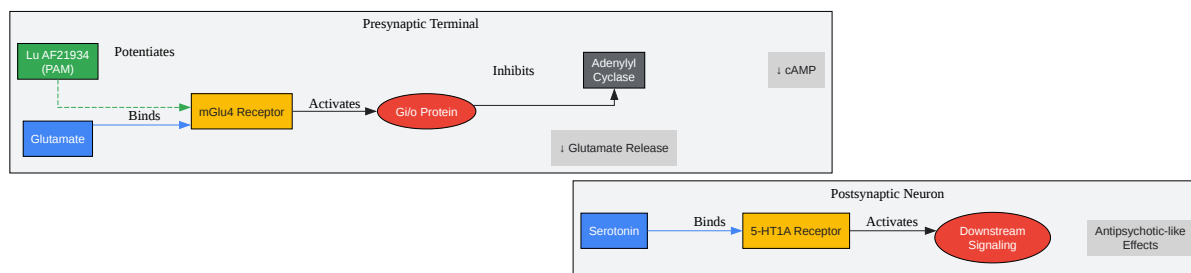 Presynaptic Terminal
Lu AF21934
(PAM)
Potentiates
Glutamate
Binds
mGlu4 Receptor
Activates
Gi/o Protein
Inhibits
Adenylyl
Cyclase
↓ cAMP
↓ Glutamate Release
Postsynaptic Neuron
Serotonin
Binds
5-HT1A Receptor
Activates
Downstream
Signaling
Antipsychotic-like
Effects